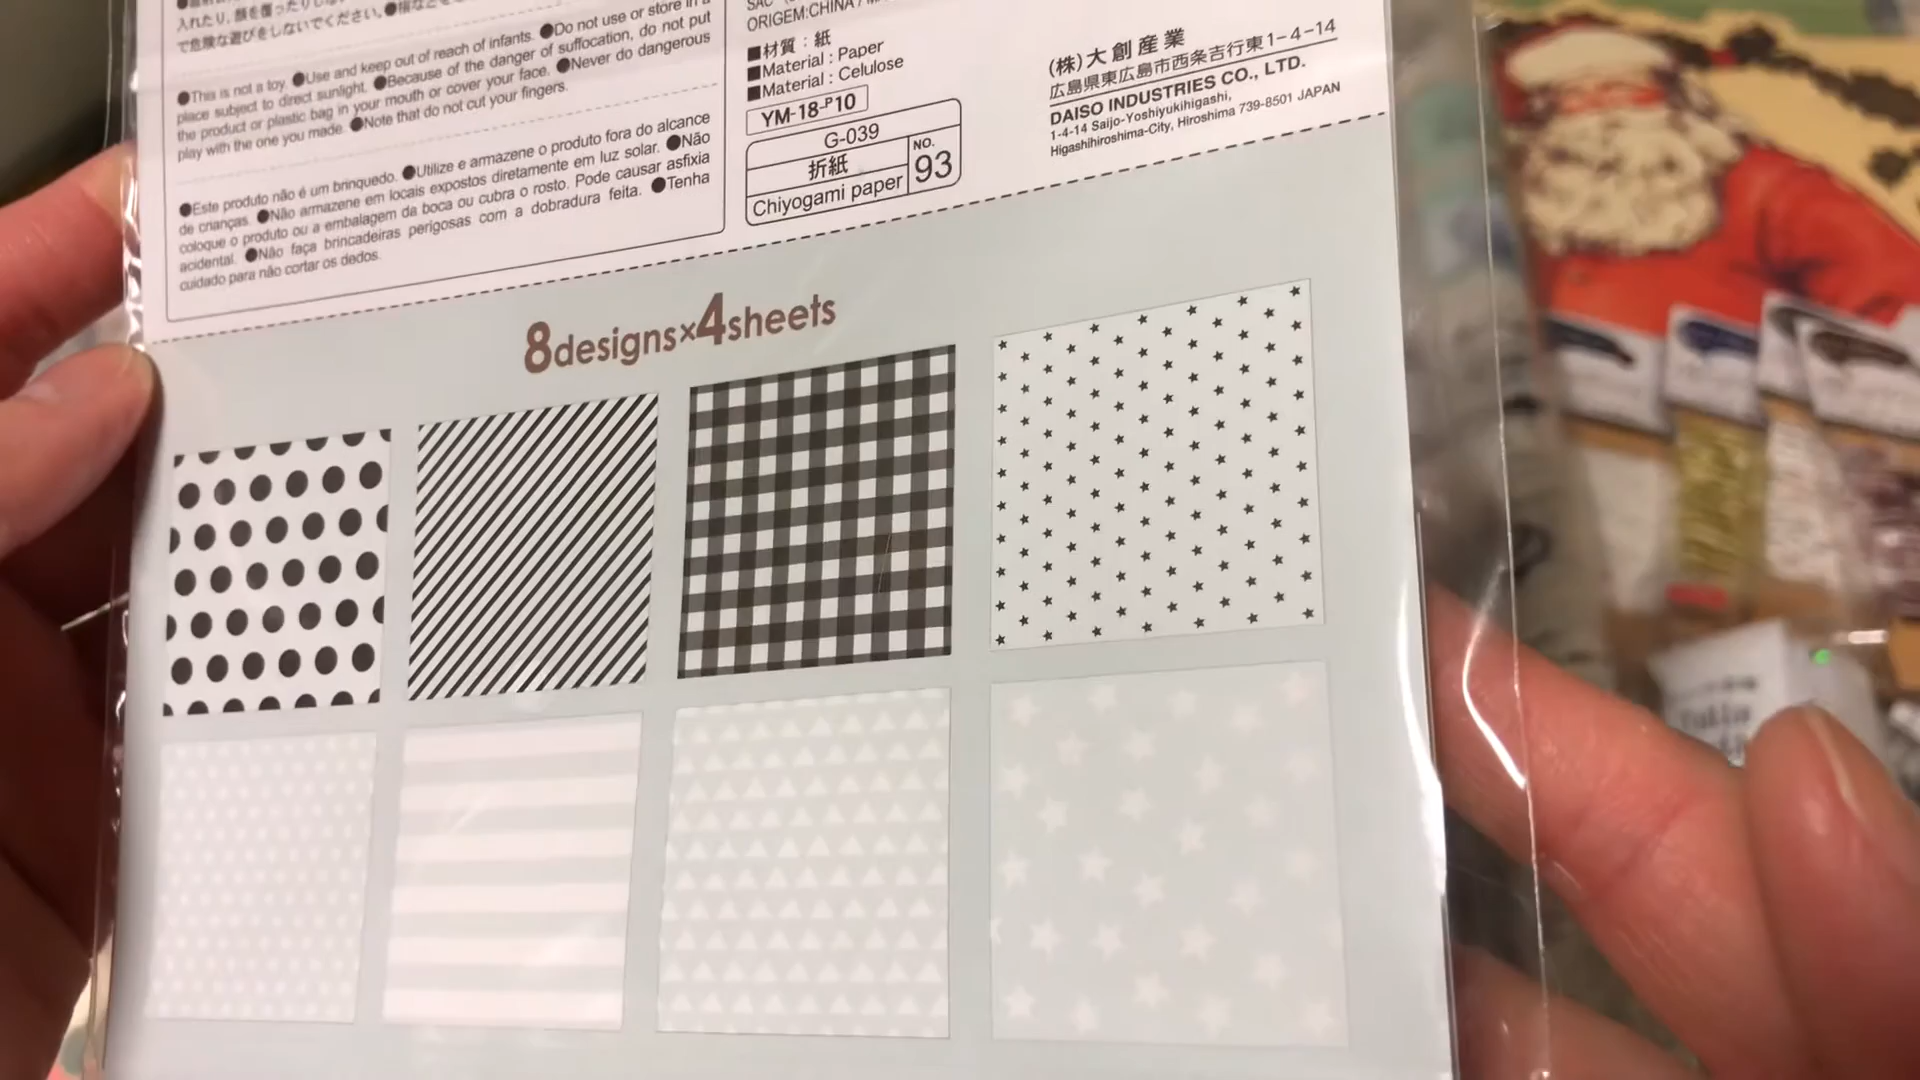 入れたり、顔を覆ったりし
で危険な遊びをしないでください。●
●This is not a toy. ●Use and keep out of reach of infants. ●Do not use or store in a
place subject to direct sunlight. ●Because of the danger of suffocation, do not put
the product or plastic bag in your mouth or cover your face. ●Never do dangerous
play with the one you made. ●Note that do not cut your fingers.
●Este produto não é um brinquedo. ●Utilize e armazene o produto fora do alcance
de crianças. ●Não armazene em locais expostos diretamente em luz solar. ●Não
coloque o produto ou a embalagem da boca ou cubra o rosto. Pode causar asfixia
acidental. ●Não faça brincadeiras perigosas com a dobradura feita. ●Tenha
cuidado para não cortar os dedos.
SAC
ORIGEM:CHINA
■材質：紙
■Material : Paper
■Material : Celulose
YM-18-P10
G-039
折紙
Chiyogami paper
NO.
93
(株)大創産業
広島県東広島市西条吉行東1-4-14
DAISO INDUSTRIES CO., LTD.
1-4-14 Saijo-Yoshiyukihigashi,
Higashihiroshima-City, Hiroshima 739-8501 JAPAN
8designs×4sheets